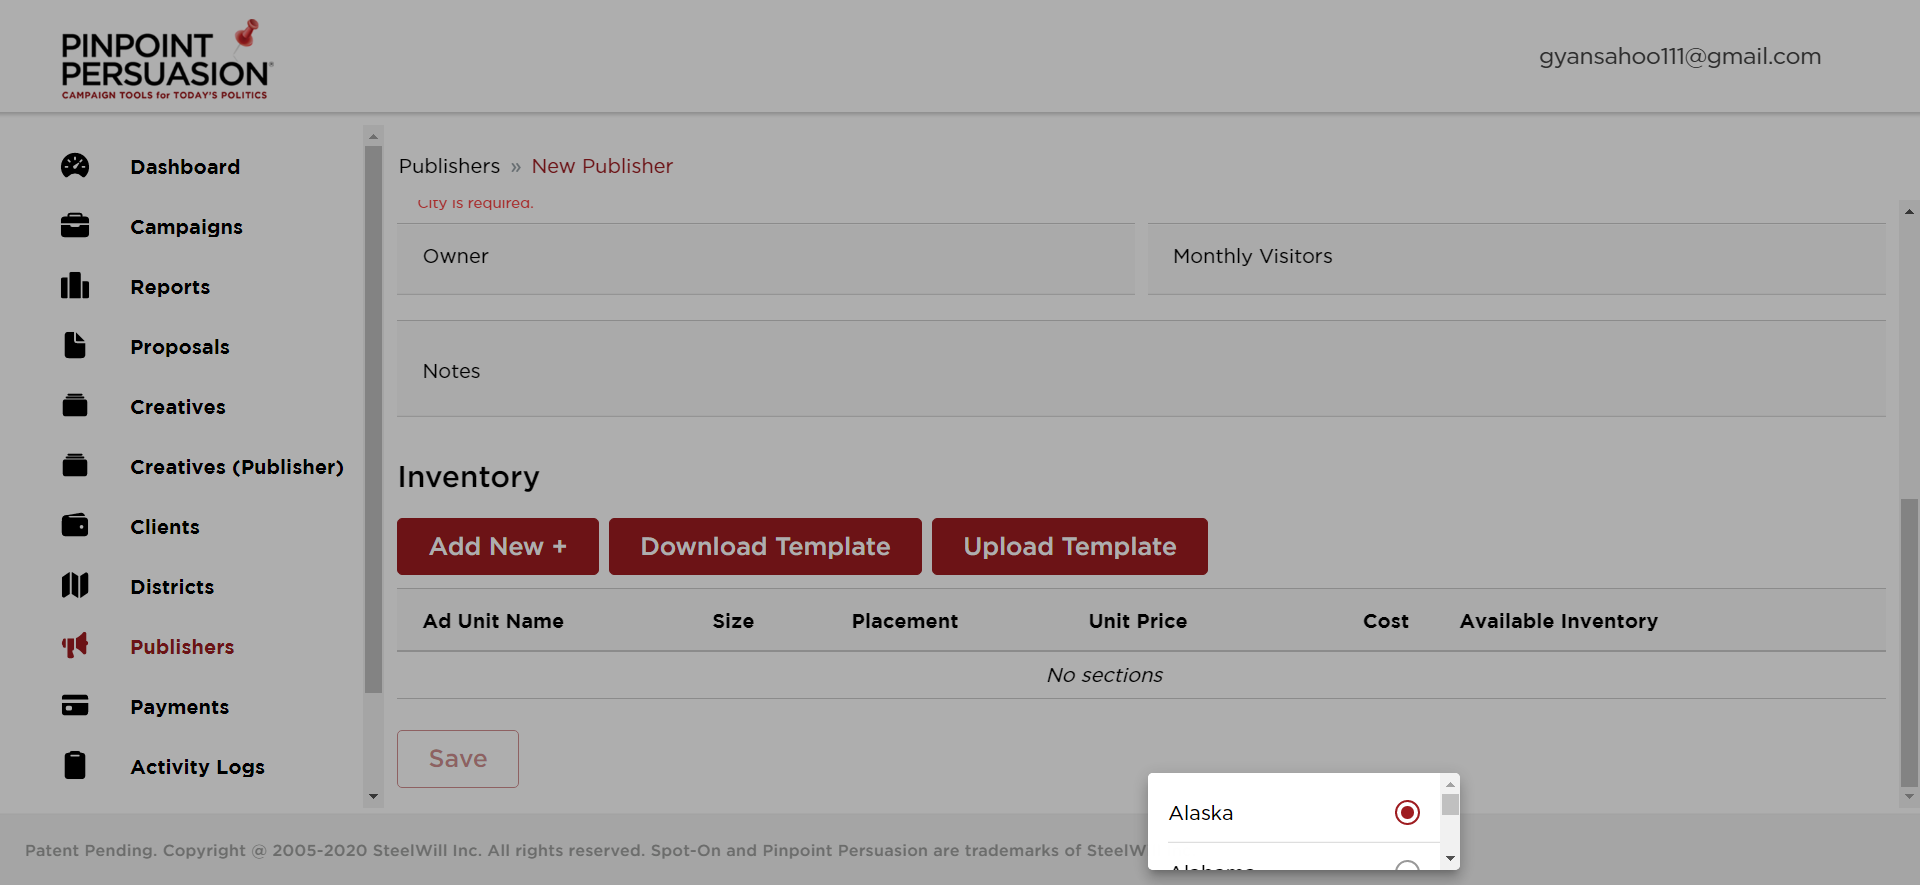 PINPOINT
PERSUASION®
CAMPAIGN TOOLS for TODAY'S POLITICS
gyansahoo111@gmail.com
Dashboard
Campaigns
Reports
Proposals
Creatives
Creatives (Publisher)
Clients
Districts
Publishers
Payments
Activity Logs
Publishers » New Publisher
City is required.
Owner
Monthly Visitors
Notes
Inventory
Add New +
Download Template
Upload Template
Ad Unit Name Size Placement Unit Price Cost Available Inventory
No sections
Save
Alaska
Alabama
Patent Pending. Copyright @ 2005-2020 SteelWill Inc. All rights reserved. Spot-On and Pinpoint Persuasion are trademarks of SteelW